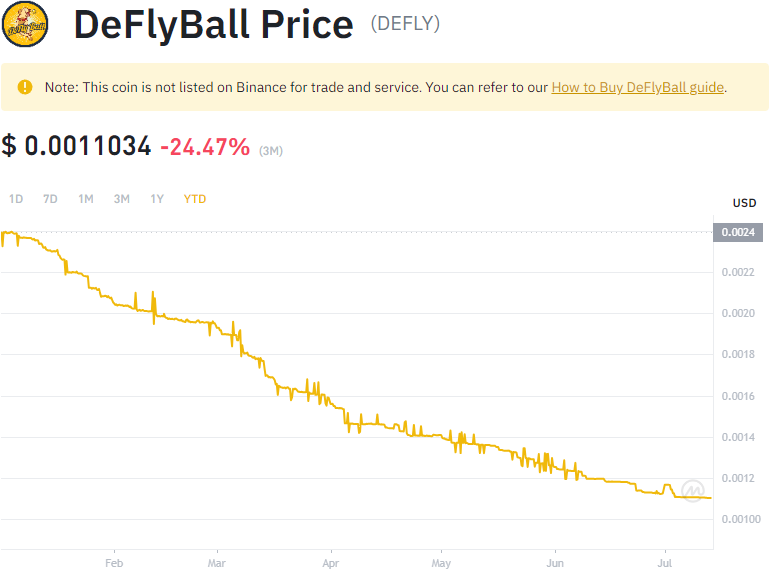 DeFlyBall
DeFlyBall Price (DEFLY)
Note: This coin is not listed on Binance for trade and service. You can refer to our How to Buy DeFlyBall guide.
$ 0.0011034 -24.47% (3M)
1D 7D 1M 3M 1Y YTD
USD
0.0024
0.0022
0.0020
0.0018
0.0016
0.0014
0.0012
0.00100
Feb Mar Apr May Jun Jul